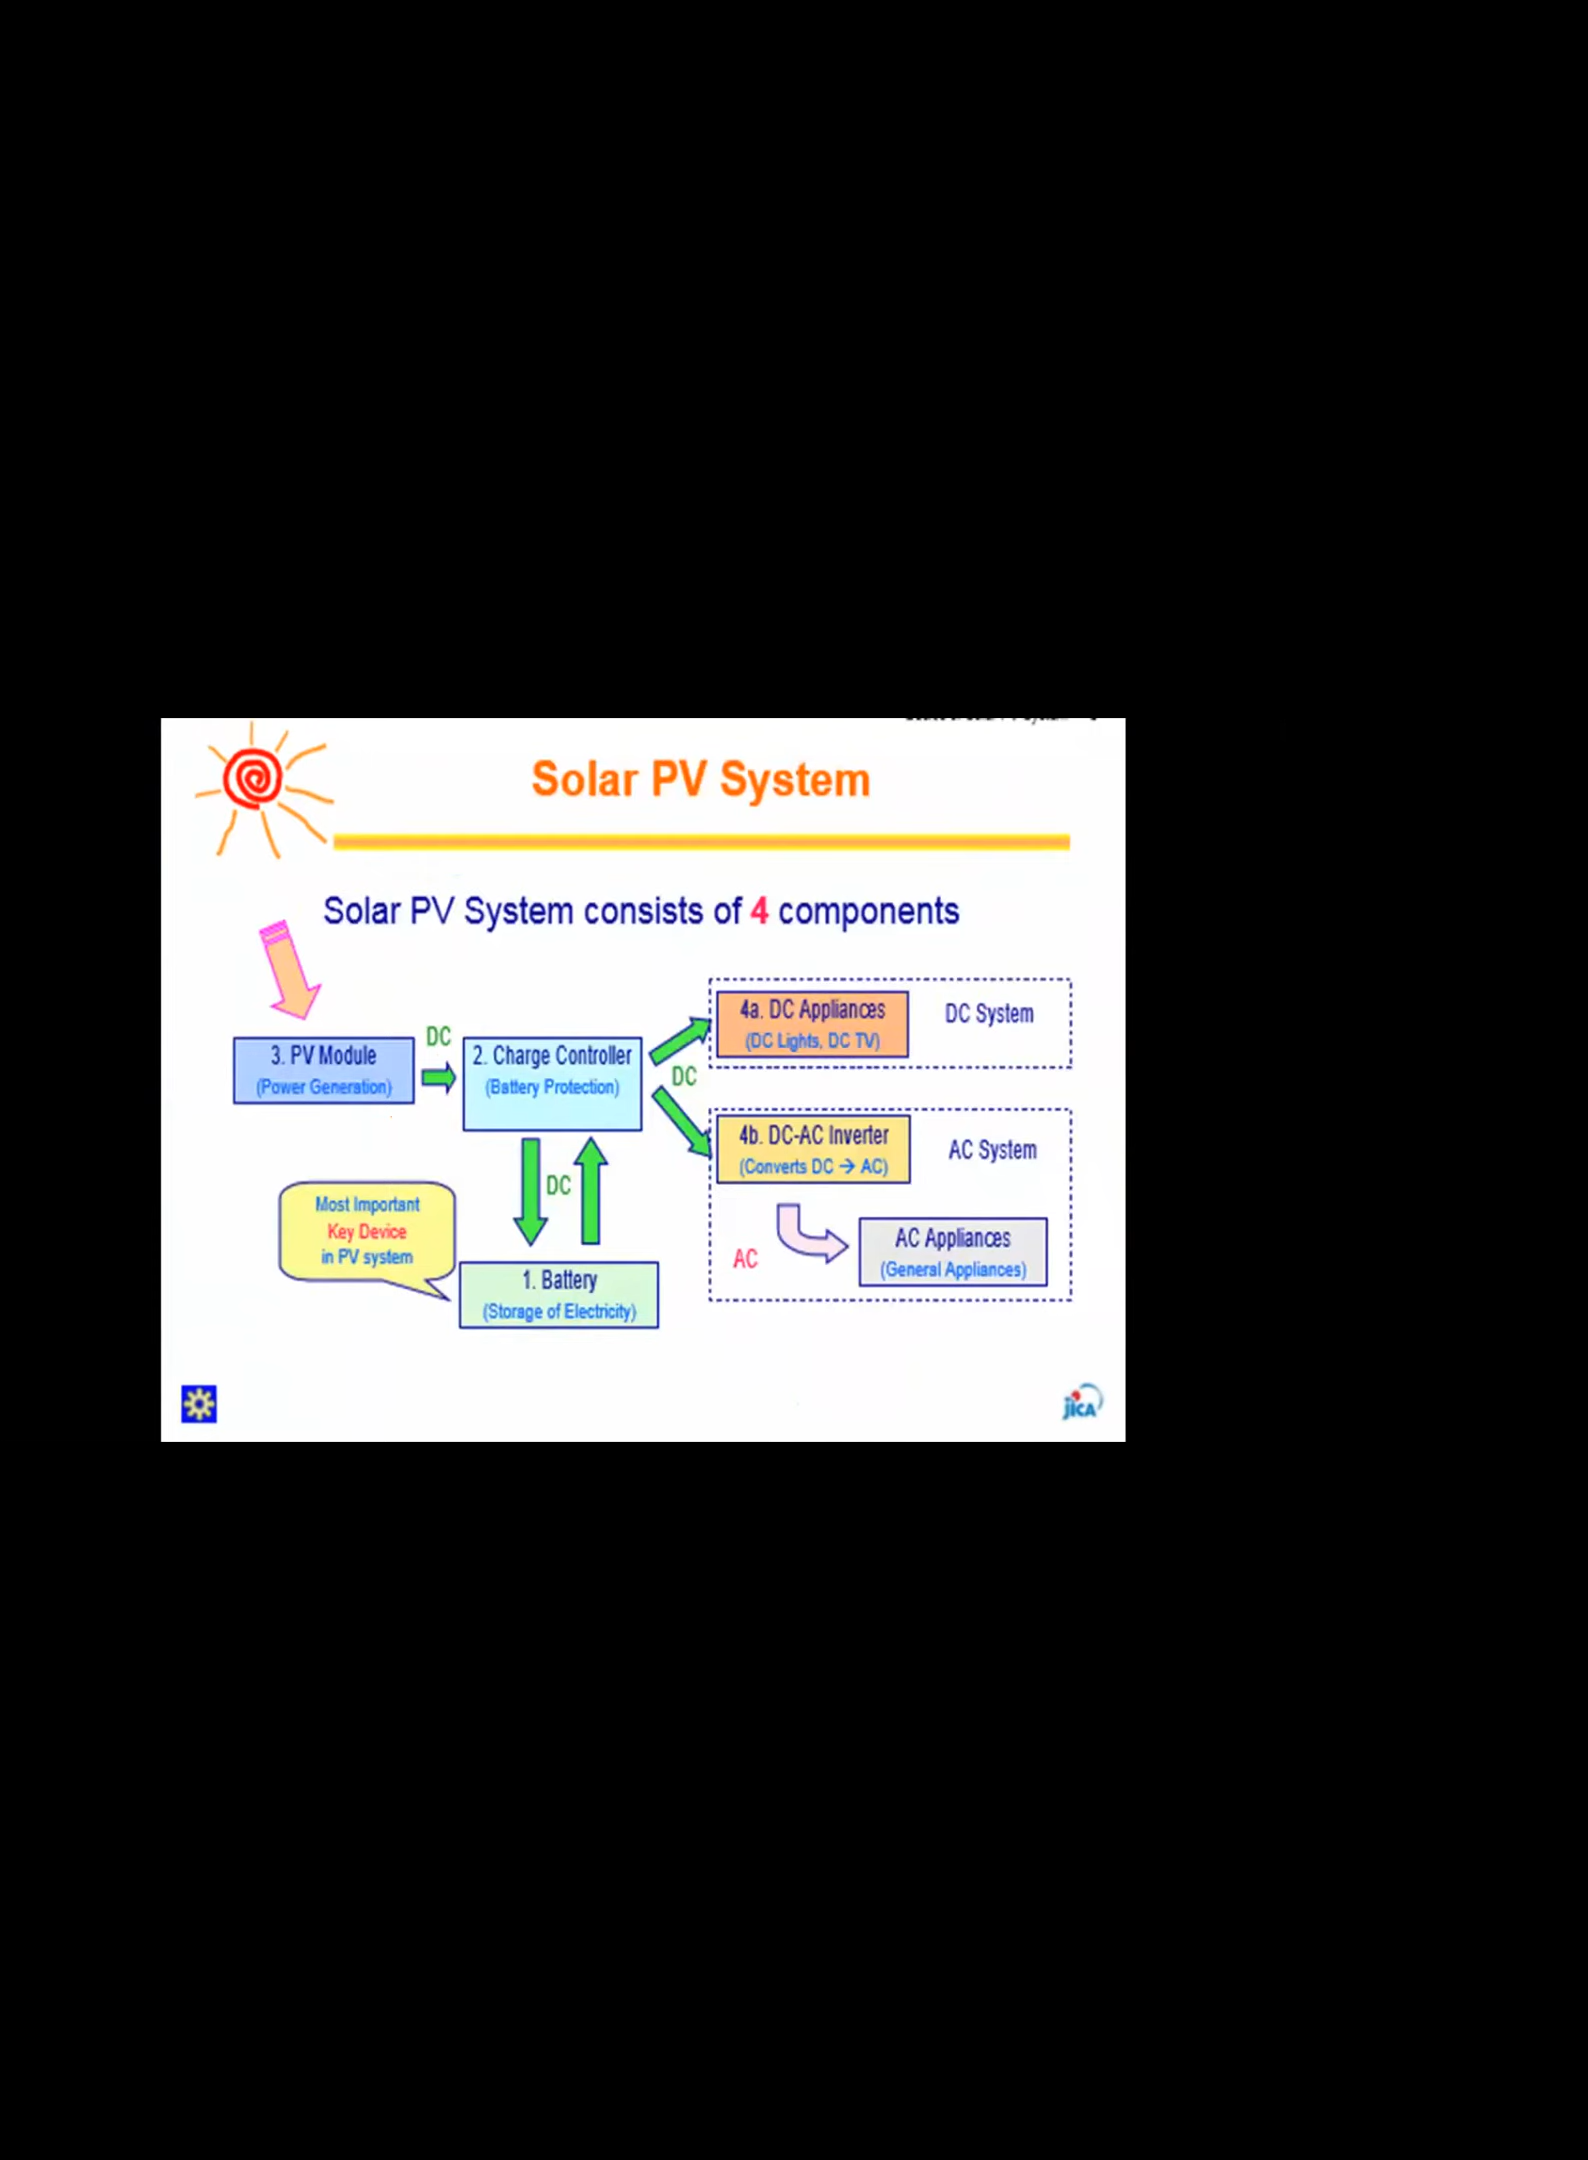 Solar PV System
Solar PV System consists of 4 components
3. PV Module
(Power Generation)
DC
2. Charge Controller
(Battery Protection)
DC
4a. DC Appliances
(DC Lights, DC TV)
DC System
4b. DC-AC Inverter
(Converts DC → AC)
AC System
AC
AC Appliances
(General Appliances)
DC
Most Important
Key Device
in PV system
1. Battery
(Storage of Electricity)
JICA